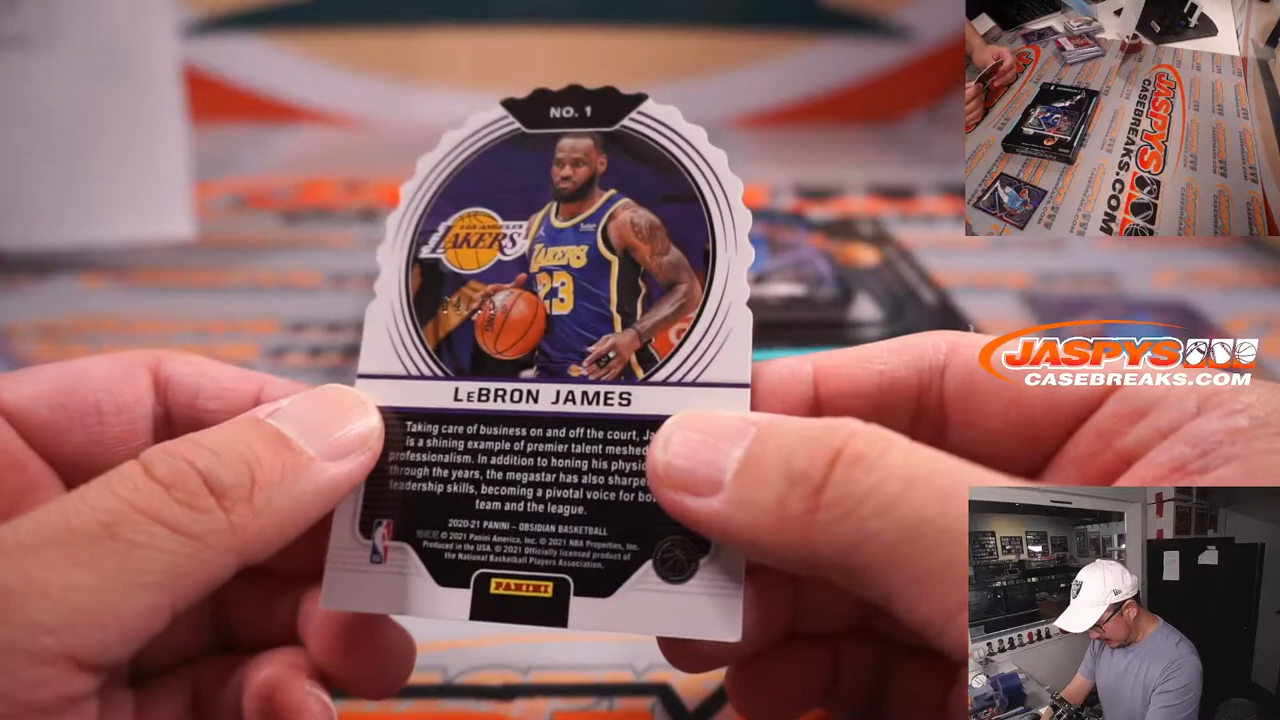 NO. 1
LOS ANGELES
LAKERS
LAKERS
23
LeBRON JAMES
Taking care of business on and off the court,
is a shining example of premier talent meshed
professionalism. In addition to honing his
through the years, the megastar has also
leadership skills, becoming a pivotal voice for
team and the league.
2020-21 PANINI – OBSIDIAN BASKETBALL
© 2021 Panini America, Inc. © 2021 NBA Properties, Inc.
Produced in the USA. © 2021 Officially licensed product of
the National Basketball Players Association.
PANINI
JASPYS
CASEBREAKS.COM
JASPYS
CASEBREAKS.COM